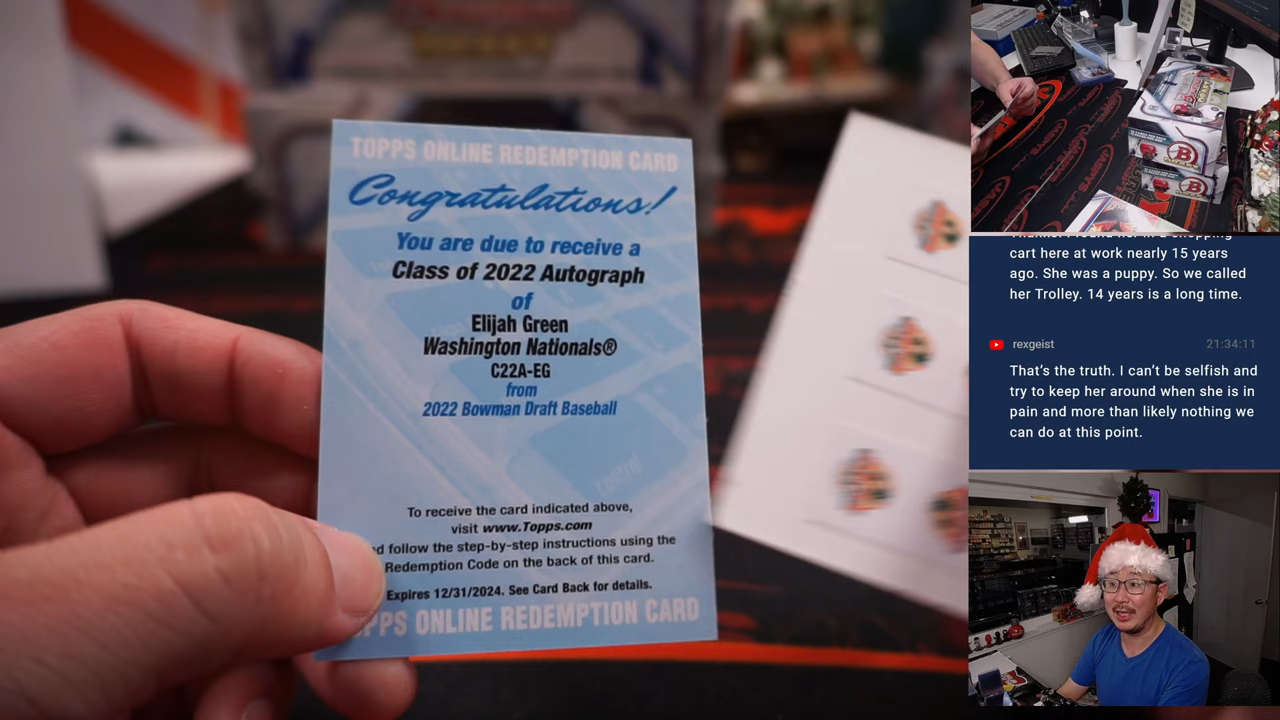 TOPPS ONLINE REDEMPTION CARD
Congratulations!
You are due to receive a
Class of 2022 Autograph
of
Elijah Green
Washington Nationals®
C22A-EG
from
2022 Bowman Draft Baseball
To receive the card indicated above,
visit www.Topps.com
d follow the step-by-step instructions using the
Redemption Code on the back of this card.
Expires 12/31/2024. See Card Back for details.
PPS ONLINE REDEMPTION CARD
cart here at work nearly 15 years
ago. She was a puppy. So we called
her Trolley. 14 years is a long time.
rexgeist 21:34:11
That's the truth. I can't be selfish and
try to keep her around when she is in
pain and more than likely nothing we
can do at this point.
B
B